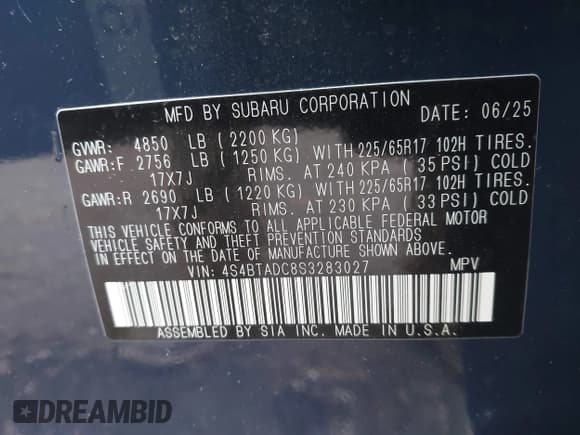 MFD BY SUBARU CORPORATION DATE: 06/25
GVWR: 4850 LB (2200 KG)
GAWR:F 2756 LB (1250 KG) WITH 225/65R17 102H TIRES.
17X7J RIMS. AT 240 KPA (35 PSI) COLD
GAWR:R 2690 LB (1220 KG) WITH 225/65R17 102H TIRES.
17X7J RIMS. AT 230 KPA (33 PSI) COLD
THIS VEHICLE CONFORMS TO ALL APPLICABLE FEDERAL MOTOR
VEHICLE SAFETY AND THEFT PREVENTION STANDARDS
IN EFFECT ON THE DATE OF MANUFACTURE SHOWN ABOVE.
VIN: 4S4BTADC8S3283027 MPV
ASSEMBLED BY SIA INC. MADE IN U.S.A.
DREAMBID